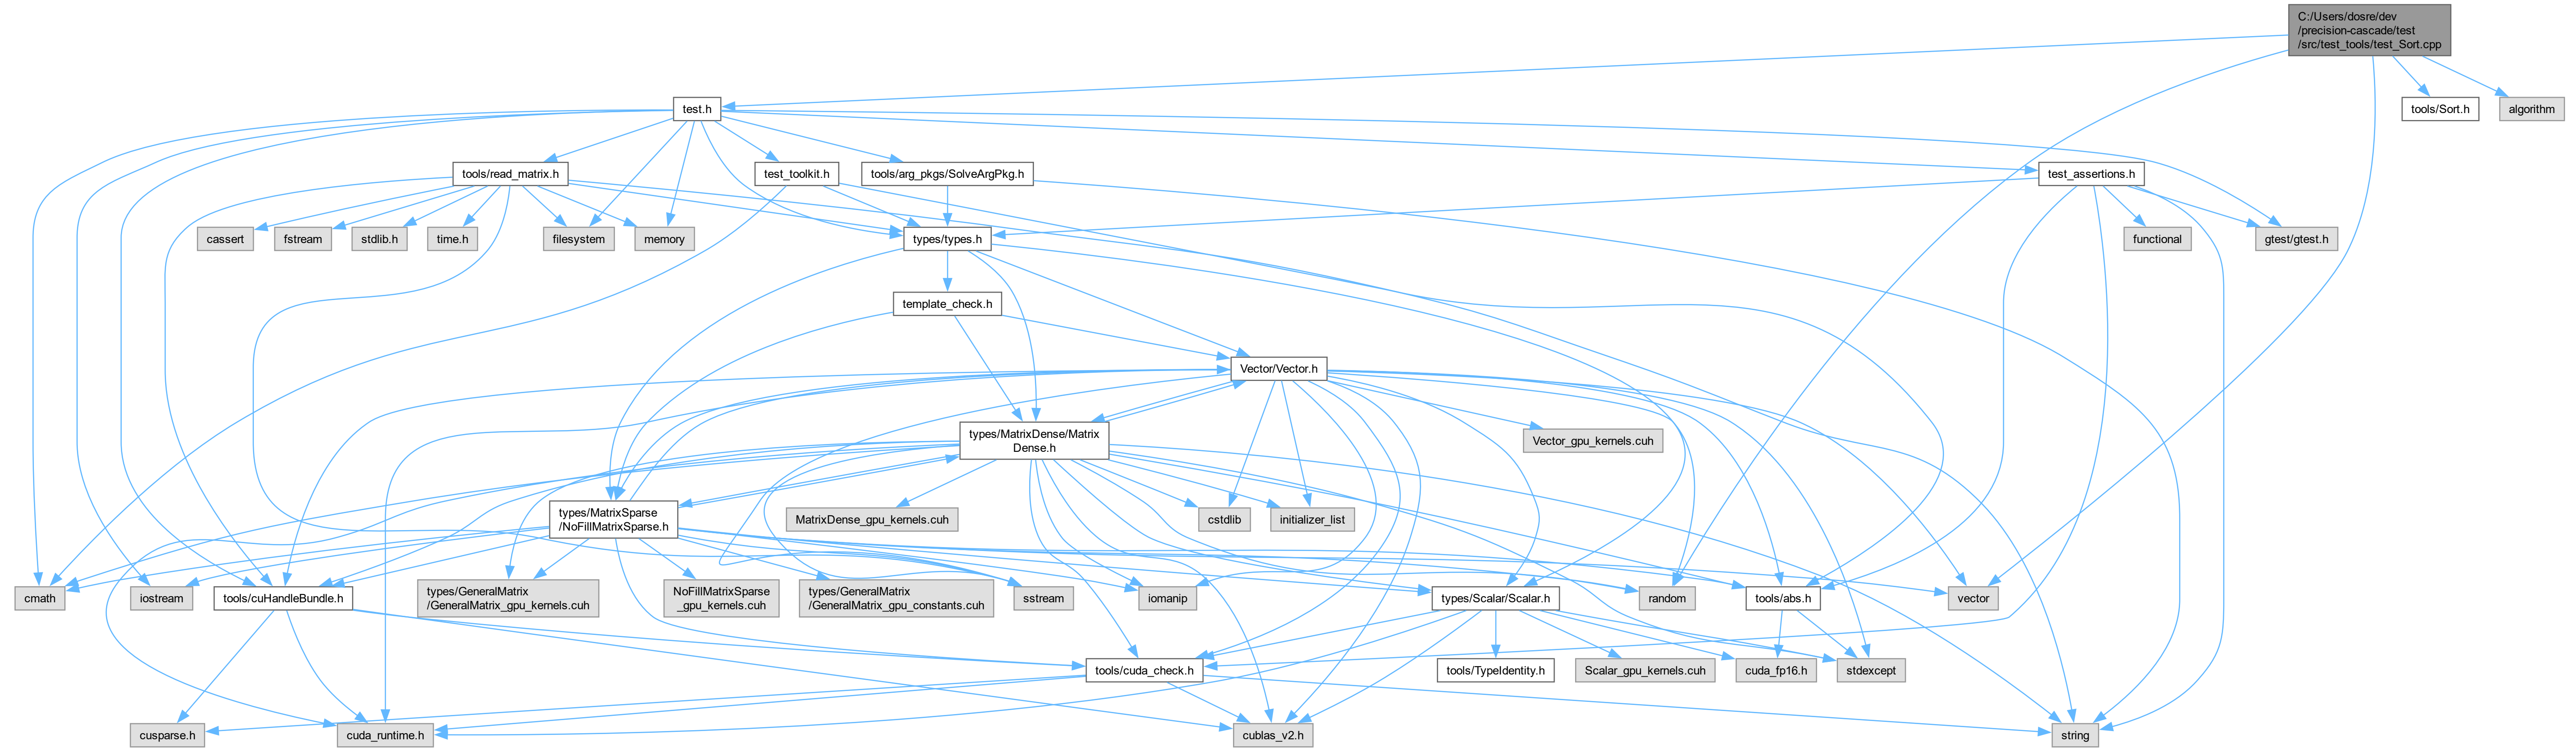 C:/Users/dosre/dev
/precision-cascade/test
/src/test_tools/test_Sort.cpp
test.h
tools/Sort.h
algorithm
tools/read_matrix.h
test_toolkit.h
tools/arg_pkgs/SolveArgPkg.h
test_assertions.h
cassert
fstream
stdlib.h
time.h
filesystem
memory
types/types.h
functional
gtest/gtest.h
template_check.h
Vector/Vector.h
types/MatrixDense/Matrix
Dense.h
Vector_gpu_kernels.cuh
types/MatrixSparse
/NoFillMatrixSparse.h
MatrixDense_gpu_kernels.cuh
cstdlib
initializer_list
cmath
iostream
tools/cuHandleBundle.h
types/GeneralMatrix
/GeneralMatrix_gpu_kernels.cuh
NoFillMatrixSparse
_gpu_kernels.cuh
types/GeneralMatrix
/GeneralMatrix_gpu_constants.cuh
sstream
iomanip
types/Scalar/Scalar.h
random
tools/abs.h
vector
tools/cuda_check.h
tools/TypeIdentity.h
Scalar_gpu_kernels.cuh
cuda_fp16.h
stdexcept
cusparse.h
cuda_runtime.h
cublas_v2.h
string